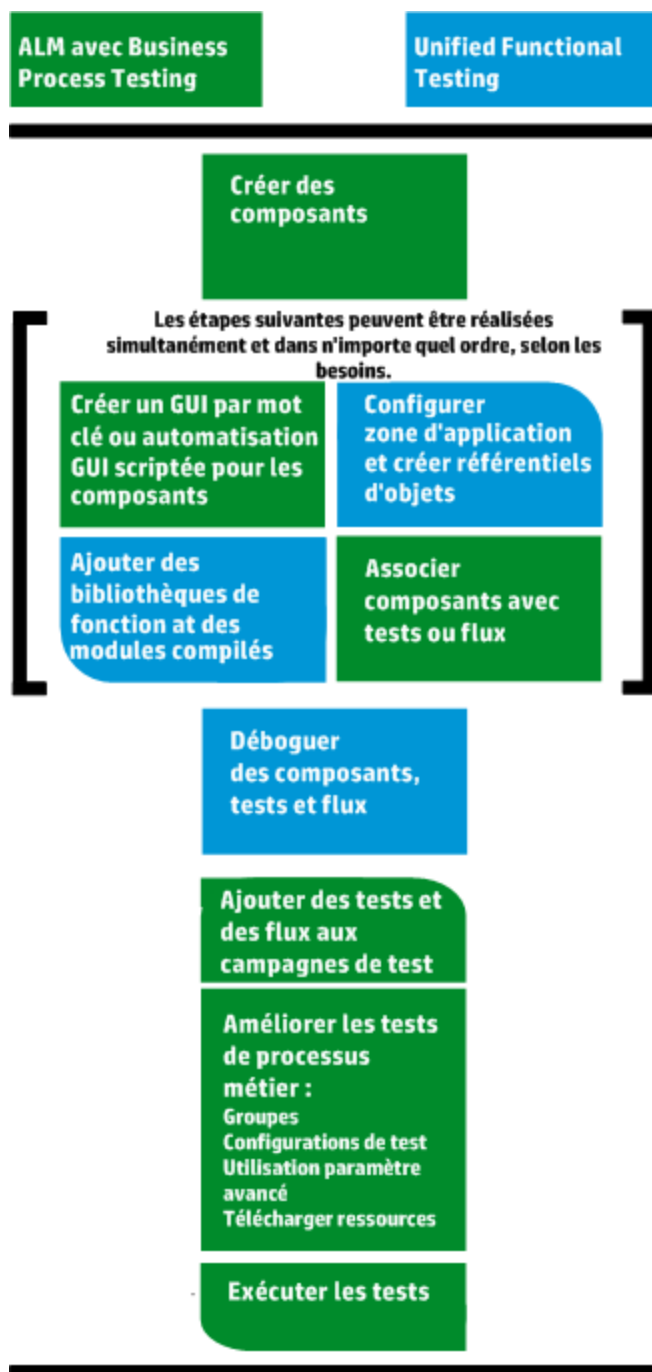 ALM avec Business
Process Testing
Unified Functional
Testing
Créer des
composants
Les étapes suivantes peuvent être réalisées
simultanément et dans n'importe quel ordre, selon les
besoins.
Créer un GUI par mot
clé ou automatisation
GUI scriptée pour les
composants
Configurer
zone d'application
et créer référentiels
d'objets
Ajouter des
bibliothèques de
fonction at des
modules compilés
Associer
composants avec
tests ou flux
Déboguer
des composants,
tests et flux
Ajouter des tests et
des flux aux
campagnes de test
Améliorer les tests
de processus
métier :
Groupes
Configurations de test
Utilisation paramètre
avancé
Télécharger ressources
Exécuter les tests